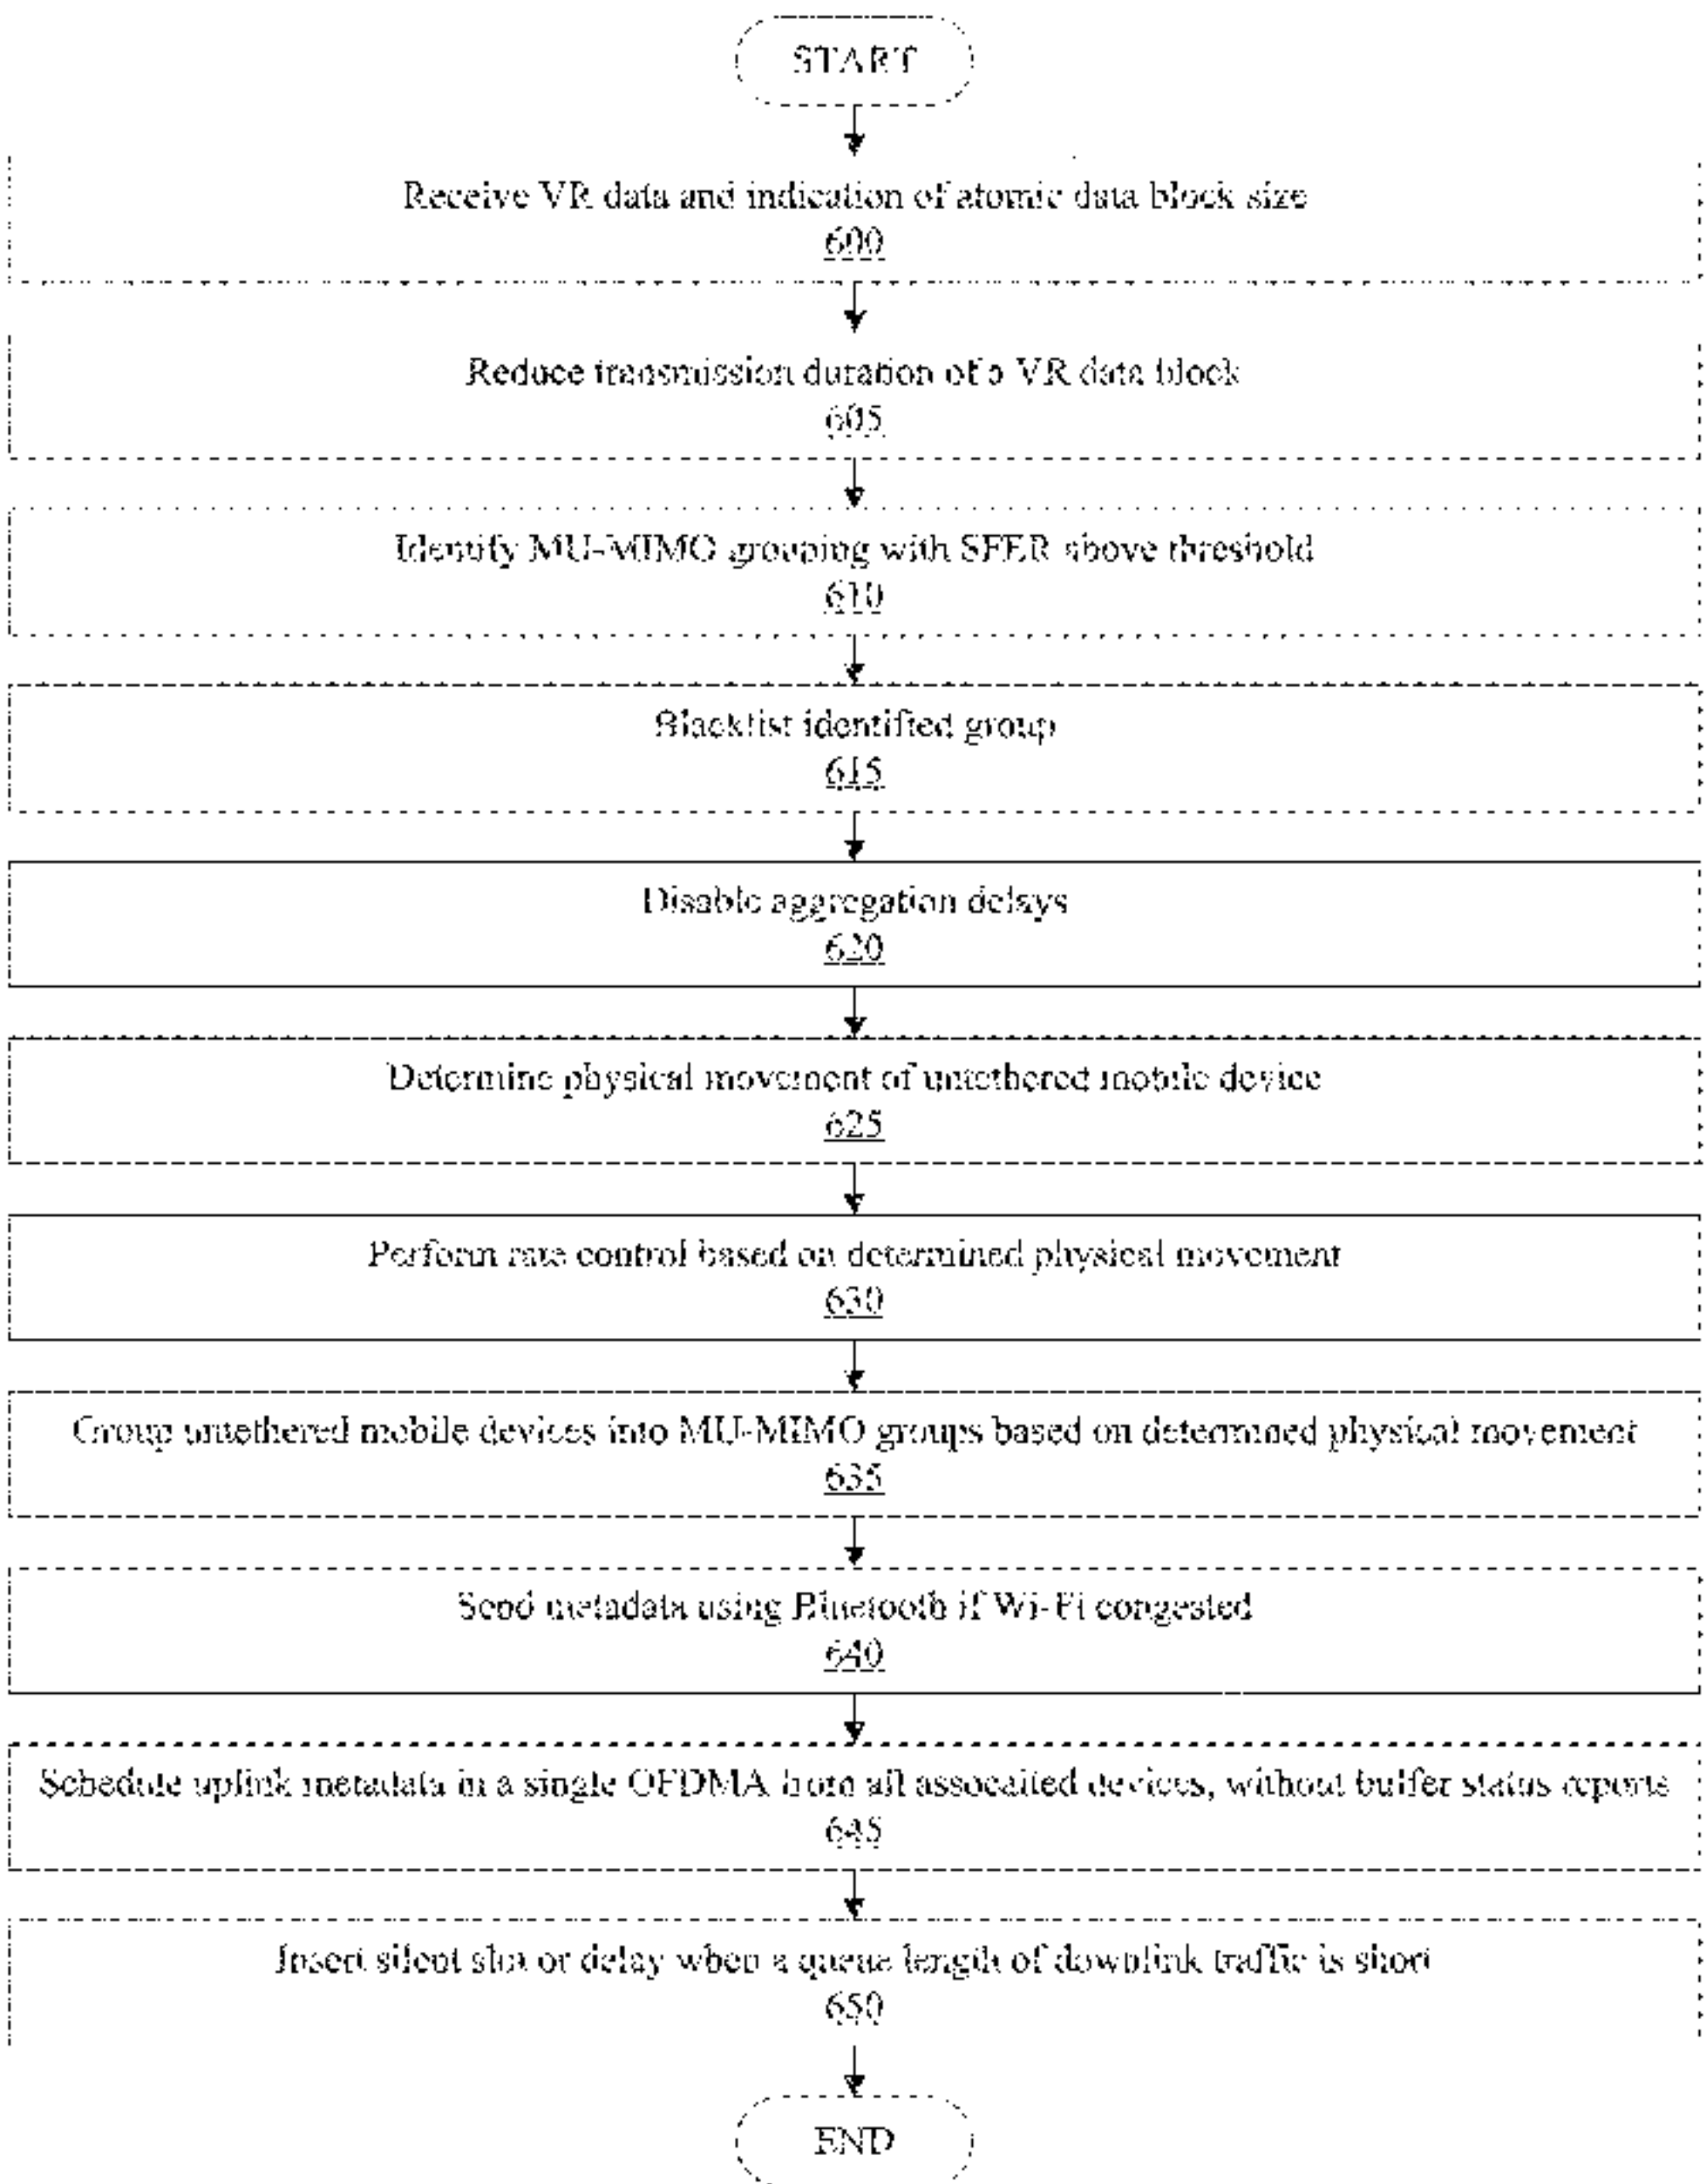 START
Receive VR data and indication of atomic data block size
600
Reduce transmission duration of a VR data block
605
Identify MU-MIMO grouping with SFER above threshold
610
Blacklist identified group
615
Disable aggregation delays
620
Determine physical movement of untethered mobile device
625
Perform rate control based on determined physical movement
630
Group untethered mobile devices into MU-MIMO groups based on determined physical movement
635
Send metadata using Bluetooth if Wi-Fi congested
640
Schedule uplink metadata in a single OFDMA from all assocaited devices, without buffer status reports
645
Insert silent slot or delay when a queue length of downlink traffic is short
650
END